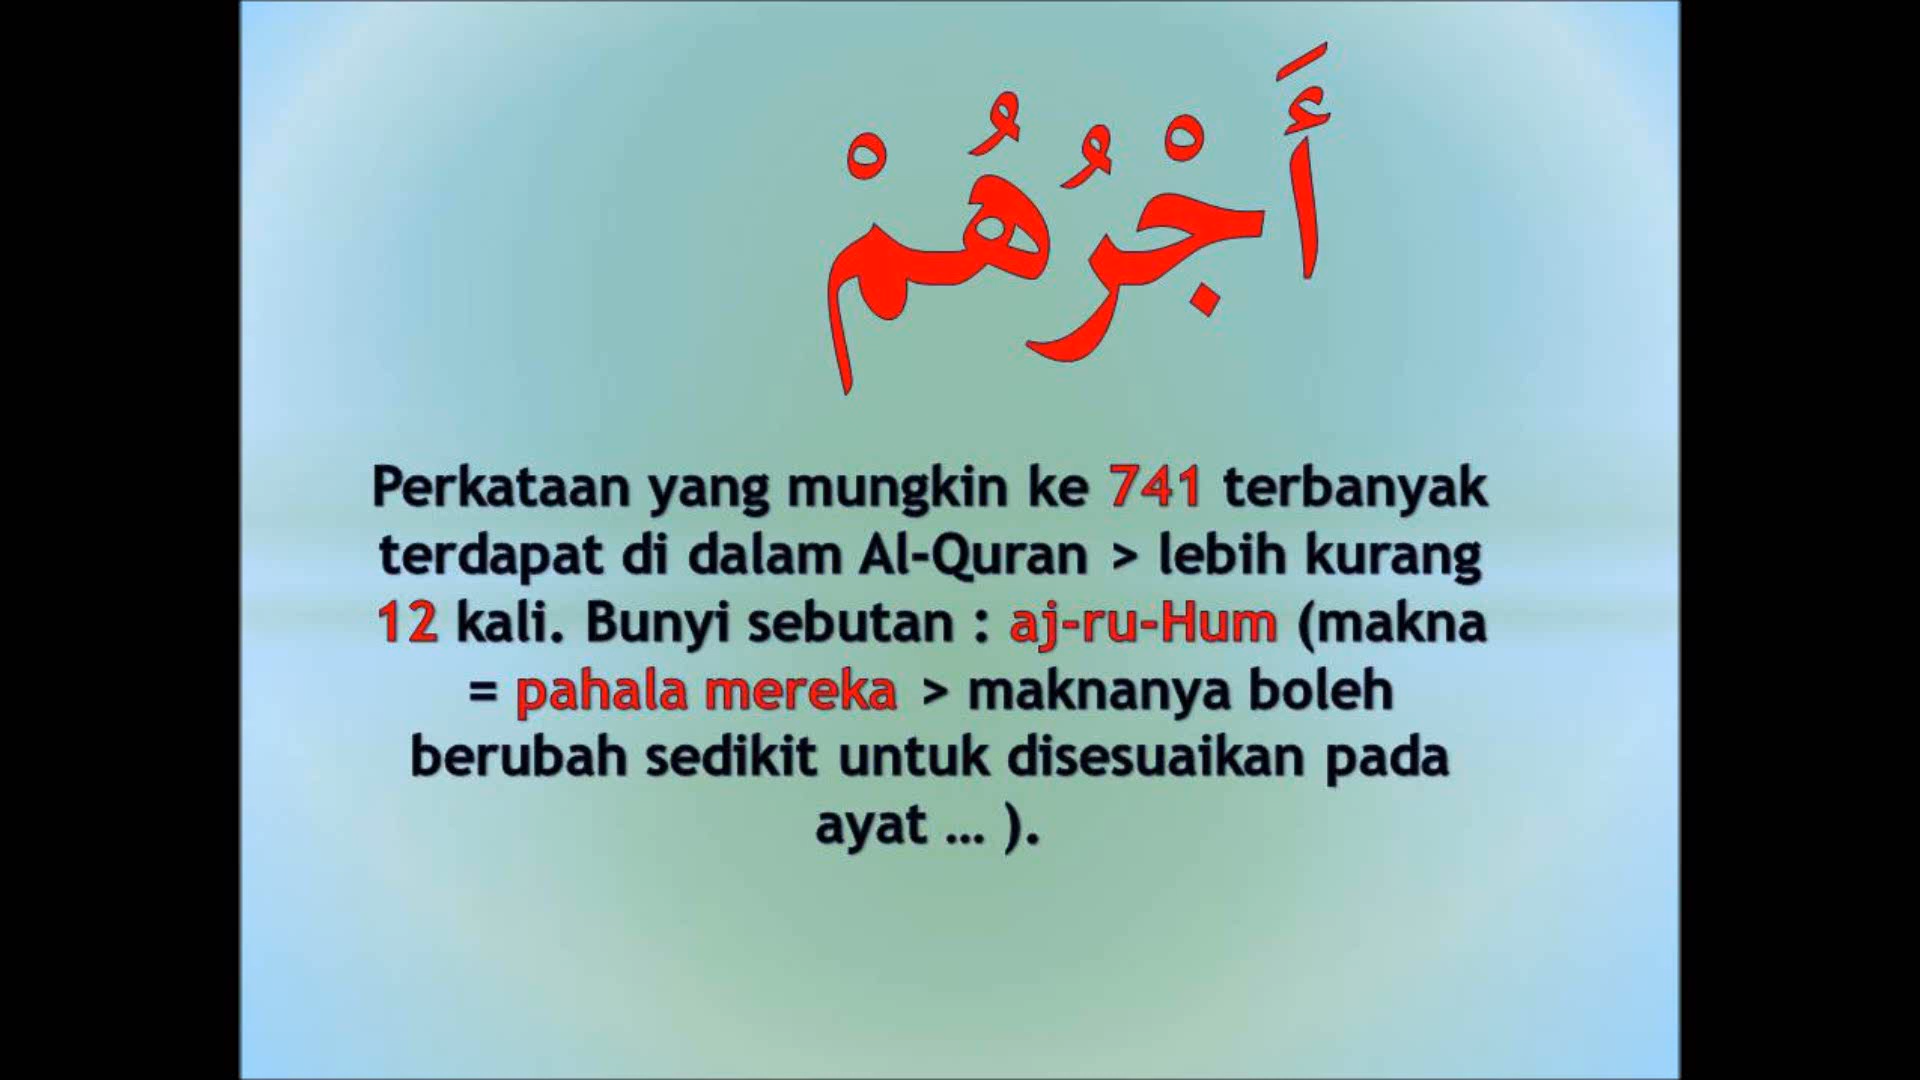 أَجْرُهُمْ
Perkataan yang mungkin ke 741 terbanyak
terdapat di dalam Al-Quran > lebih kurang
12 kali. Bunyi sebutan : aj-ru-Hum (makna
= pahala mereka > maknanya boleh
berubah sedikit untuk disesuaikan pada
ayat ... ).